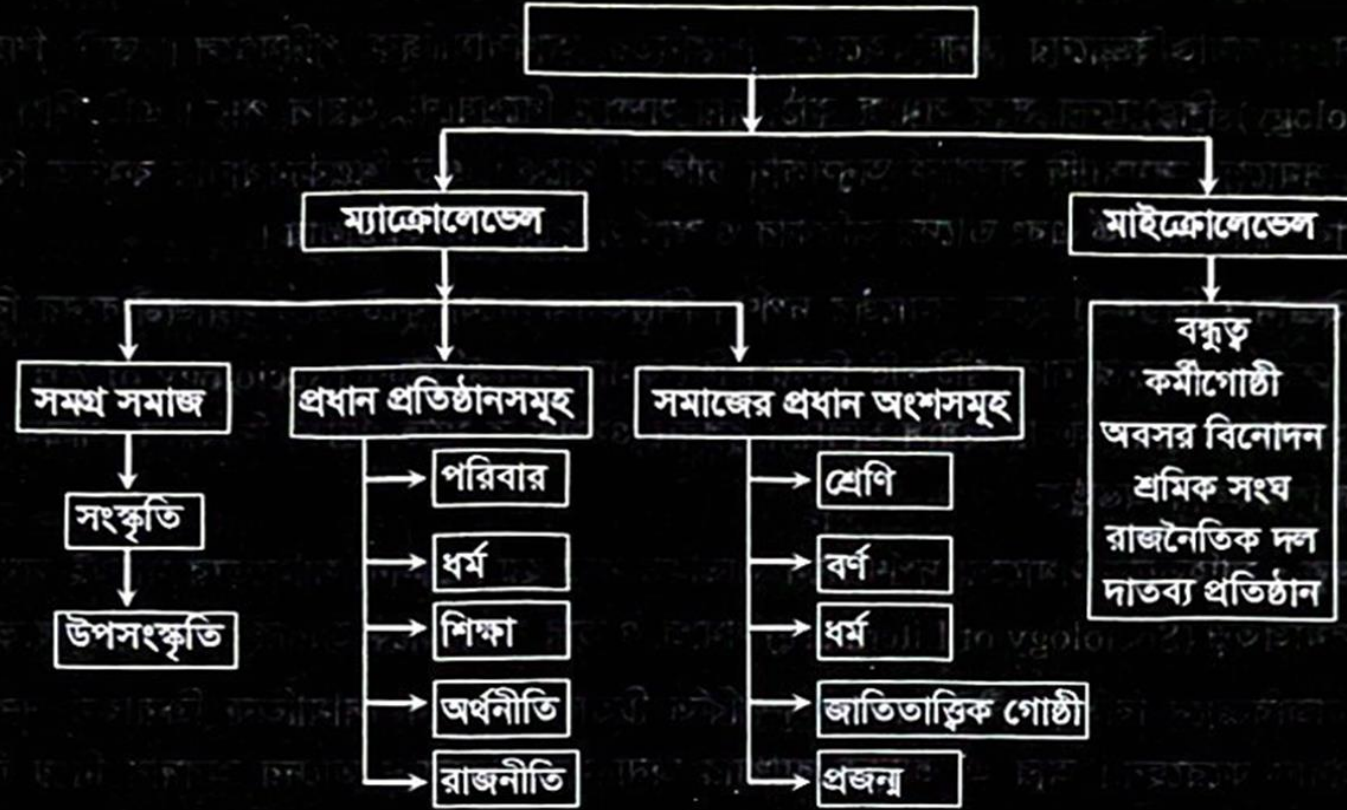 ম্যাক্রোলেভেল
মাইক্রোলেভেল
সমগ্র সমাজ
প্রধান প্রতিষ্ঠানসমূহ
সমাজের প্রধান অংশসমূহ
বন্ধুত্ব
কর্মীগোষ্ঠী
অবসর বিনোদন
শ্রমিক সংঘ
রাজনৈতিক দল
দাতব্য প্রতিষ্ঠান
সংস্কৃতি
উপসংস্কৃতি
পরিবার
ধর্ম
শিক্ষা
অর্থনীতি
রাজনীতি
শ্রেণি
বর্ণ
ধর্ম
জাতিতাত্ত্বিক গোষ্ঠী
প্রজন্ম